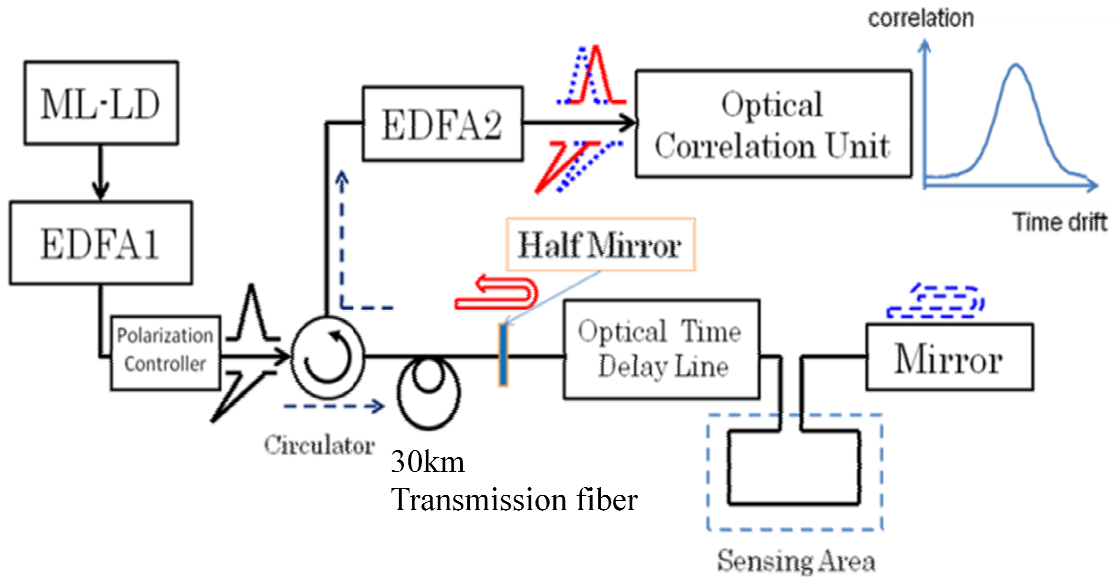 correlation
Time drift
ML-LD
EDFA1
Polarization
Controller
EDFA2
Optical
Correlation Unit
Half Mirror
Optical Time
Delay Line
Mirror
Circulator
30km
Transmission fiber
Sensing Area